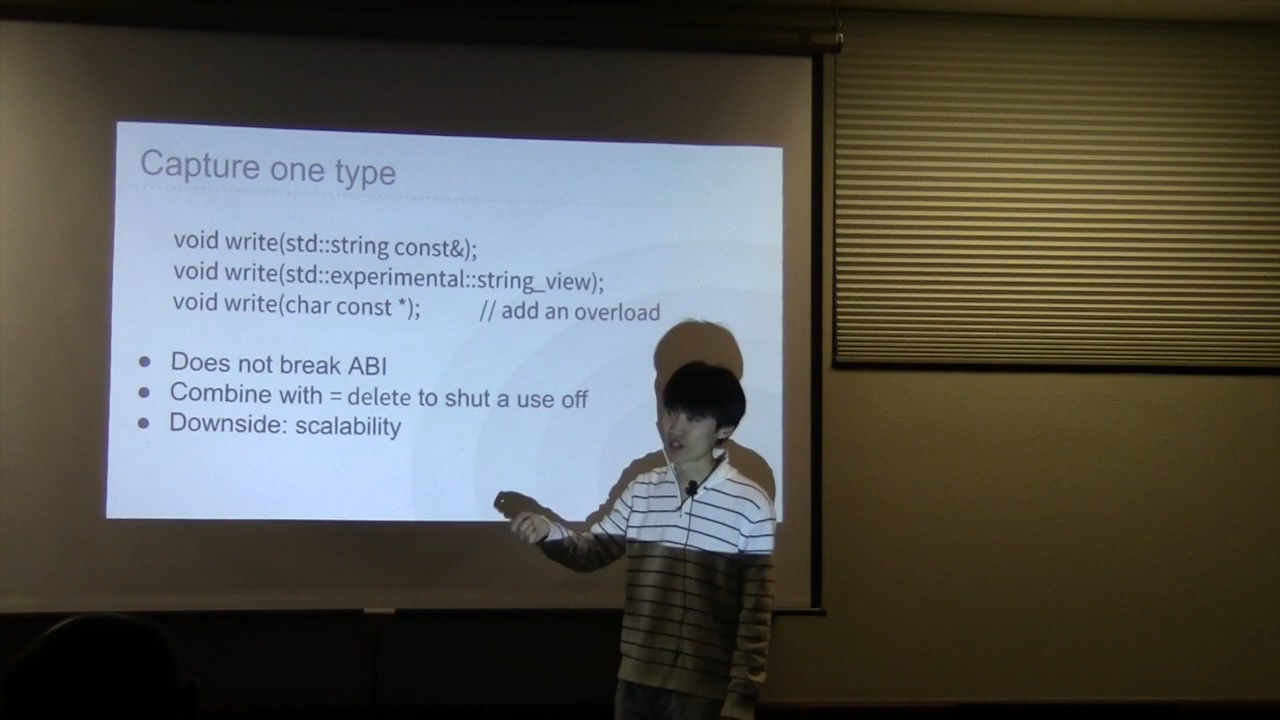 Capture one type
void write(std::string const&);
void write(std::experimental::string_view);
void write(char const *); // add an overload
● Does not break ABI
● Combine with = delete to shut a use off
● Downside: scalability